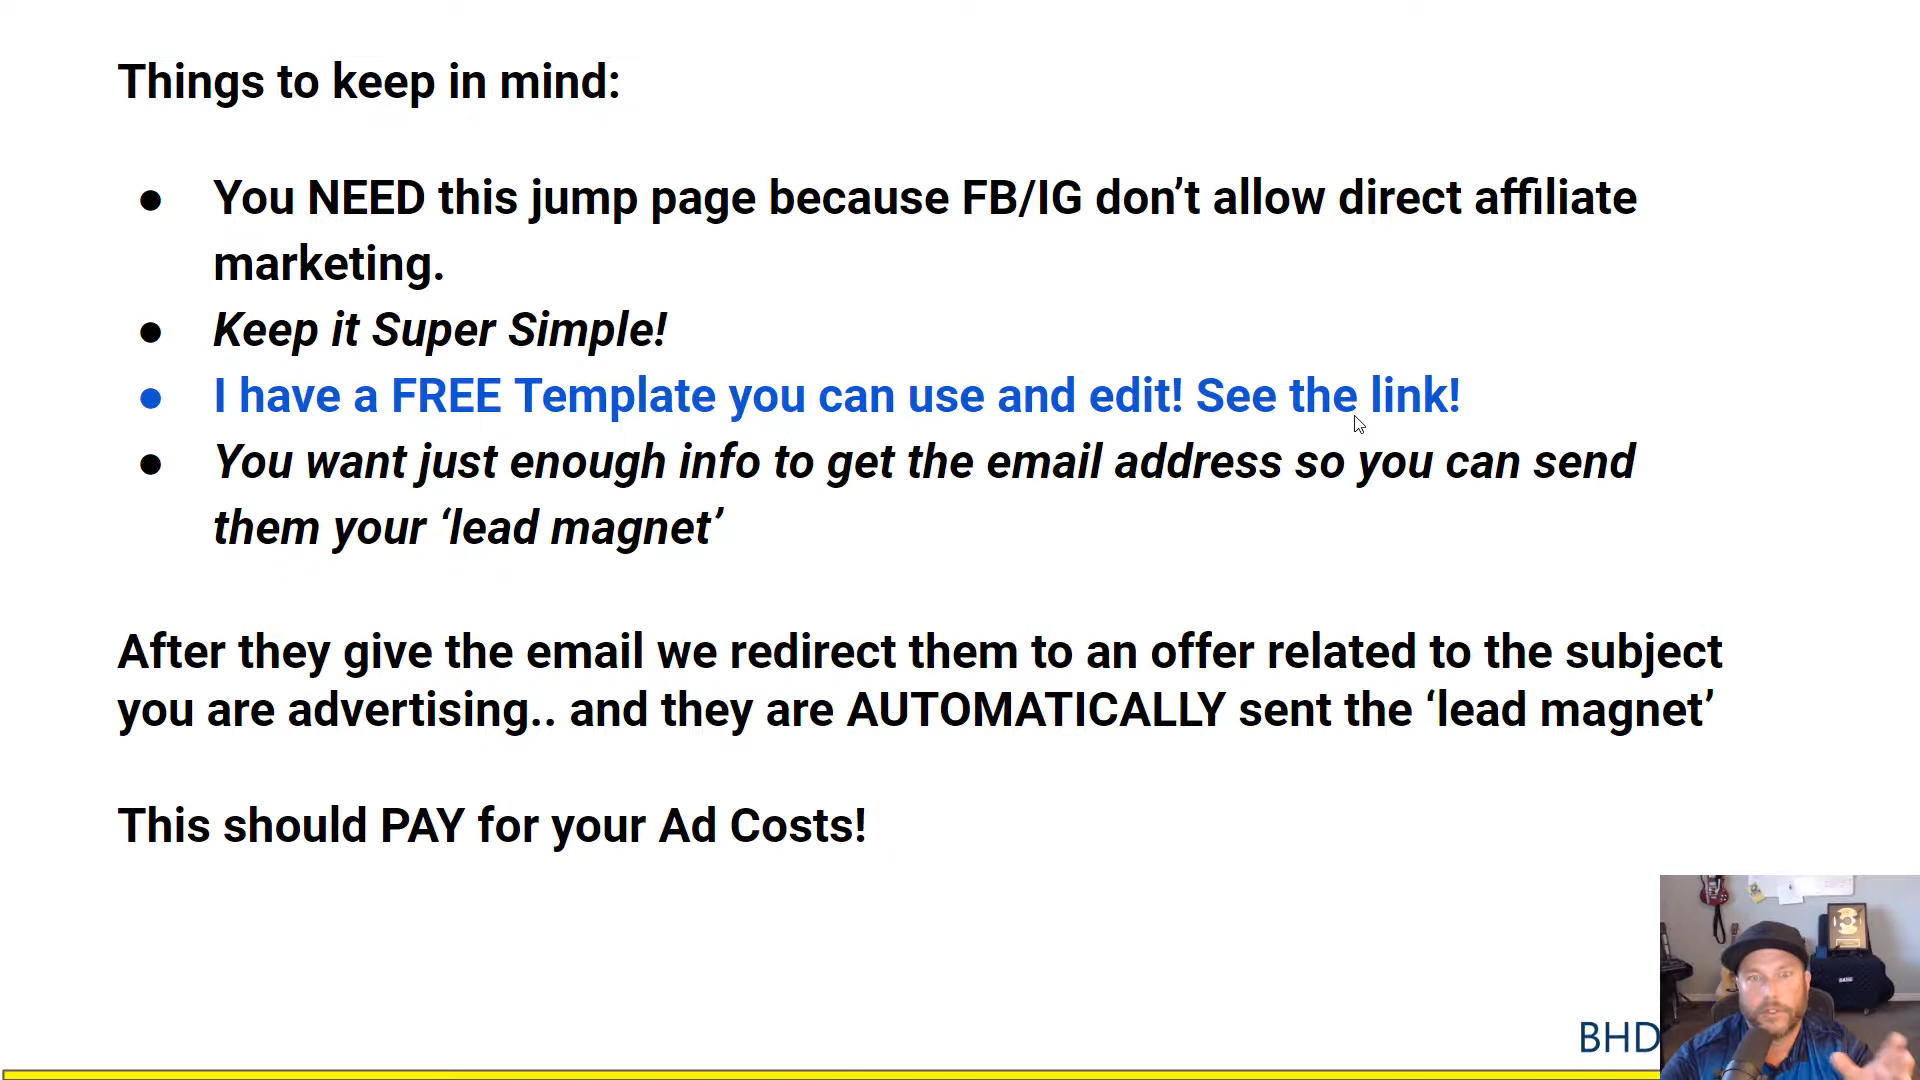 Things to keep in mind:
● You NEED this jump page because FB/IG don’t allow direct affiliate
marketing.
● Keep it Super Simple!
● I have a FREE Template you can use and edit! See the link!
● You want just enough info to get the email address so you can send
them your ‘lead magnet’
After they give the email we redirect them to an offer related to the subject
you are advertising.. and they are AUTOMATICALLY sent the ‘lead magnet’
This should PAY for your Ad Costs!
BHD